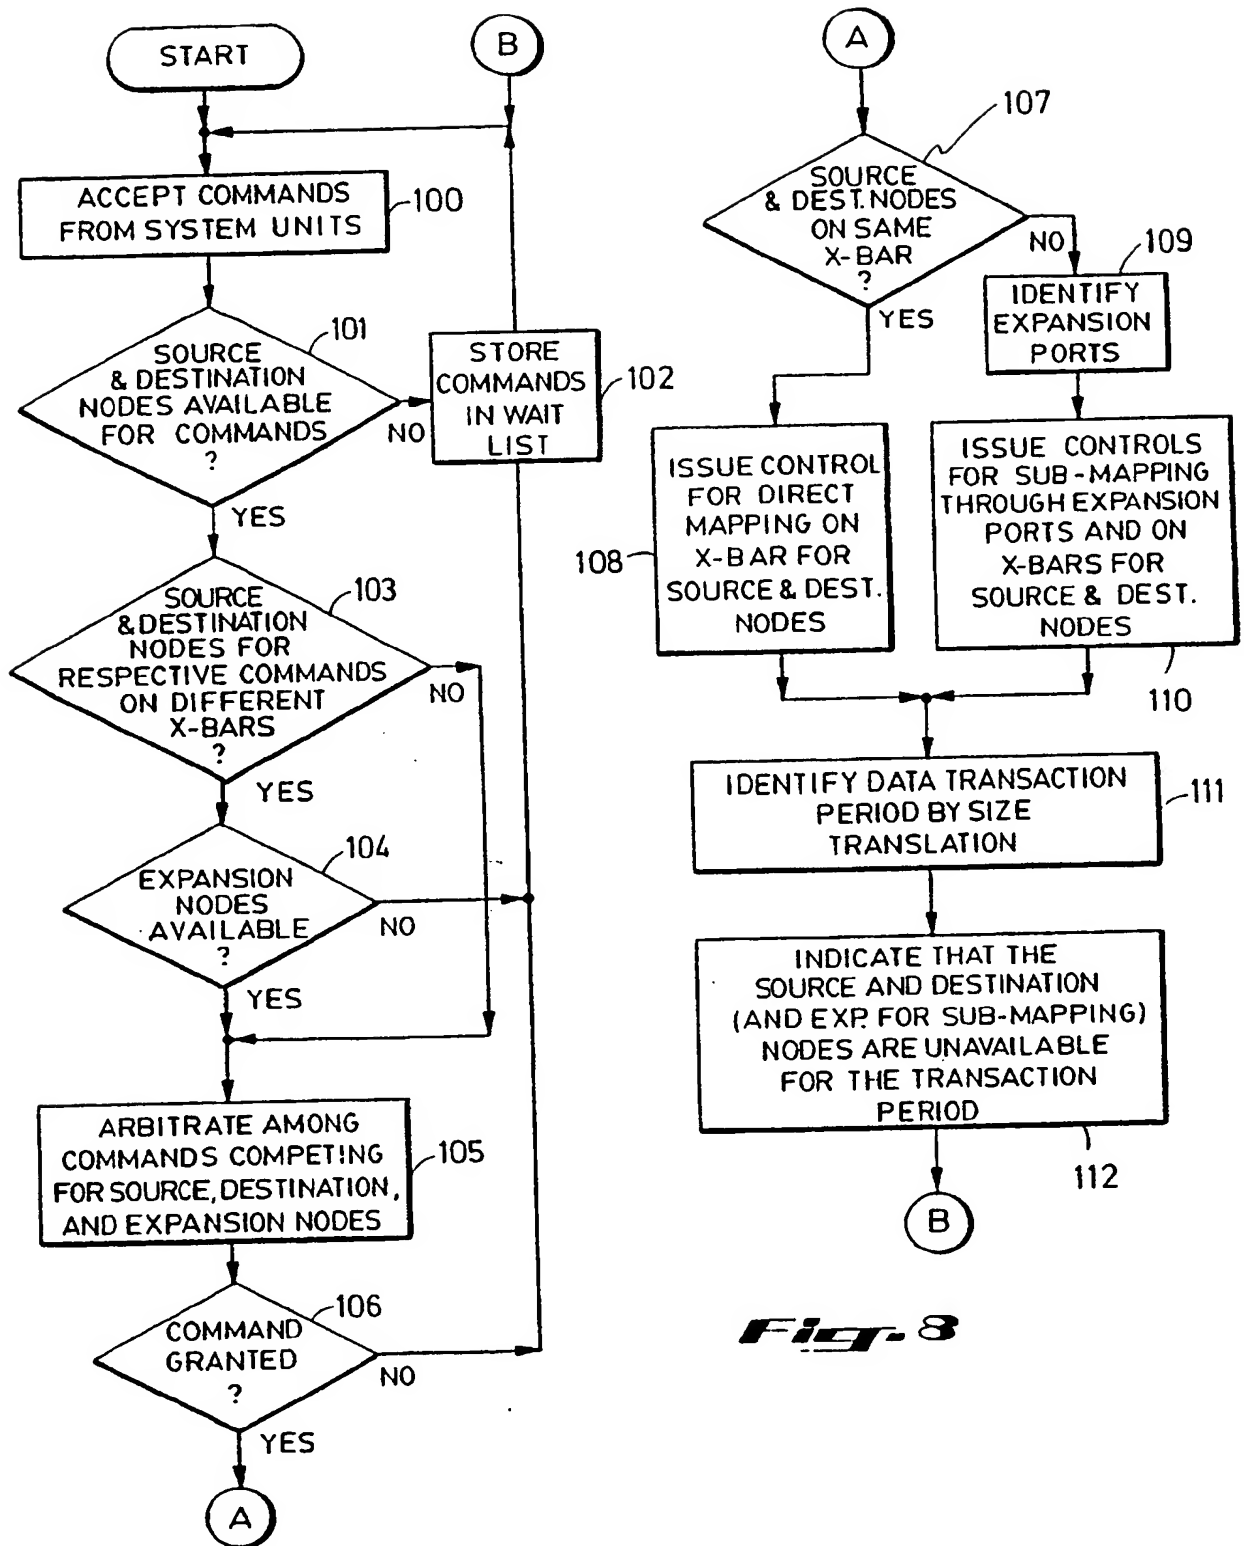 START
B
ACCEPT COMMANDS
FROM SYSTEM UNITS
100
SOURCE
& DESTINATION
NODES AVAILABLE
FOR COMMANDS
?
101
NO
YES
STORE
COMMANDS
IN WAIT
LIST
102
SOURCE
& DESTINATION
NODES FOR
RESPECTIVE COMMANDS
ON DIFFERENT
X-BARS
?
103
NO
YES
EXPANSION
NODES
AVAILABLE
?
104
NO
YES
ARBITRATE AMONG
COMMANDS COMPETING
FOR SOURCE, DESTINATION,
AND EXPANSION NODES
105
COMMAND
GRANTED
?
106
NO
YES
A
A
SOURCE
& DEST. NODES
ON SAME
X-BAR
?
107
NO
YES
109
IDENTIFY
EXPANSION
PORTS
ISSUE CONTROL
FOR DIRECT
MAPPING ON
X-BAR FOR
SOURCE & DEST.
NODES
108
ISSUE CONTROLS
FOR SUB-MAPPING
THROUGH EXPANSION
PORTS AND ON
X-BARS FOR
SOURCE & DEST.
NODES
110
IDENTIFY DATA TRANSACTION
PERIOD BY SIZE
TRANSLATION
111
INDICATE THAT THE
SOURCE AND DESTINATION
(AND EXP. FOR SUB-MAPPING)
NODES ARE UNAVAILABLE
FOR THE TRANSACTION
PERIOD
112
B
Fig. 8